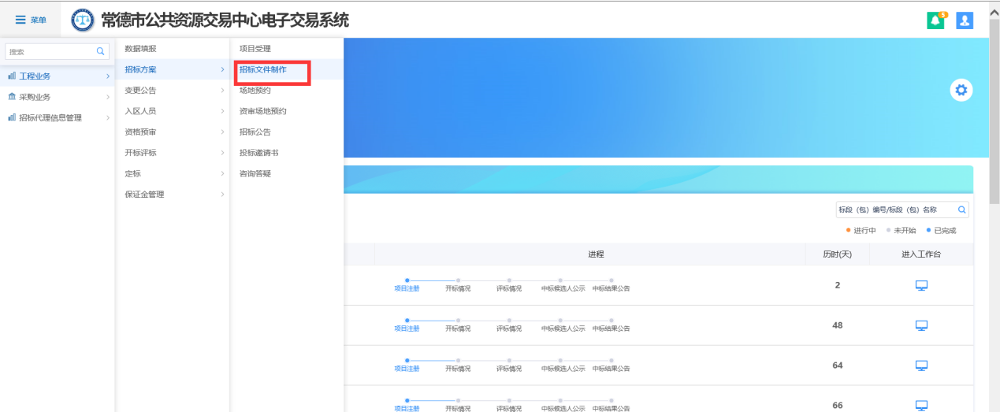 菜单
常德市公共资源交易中心电子交易系统
5
搜索
工程业务
采购业务
招标代理信息管理
数据填报
招标方案
变更公告
入区人员
资格预审
开标评标
定标
保证金管理
项目受理
招标文件制作
场地预约
资审场地预约
招标公告
投标邀请书
咨询答疑
标段（包）编号/标段（包）名称
进行中 未开始 已完成
进程 历时(天) 进入工作台
项目注册 开标情况 评标情况 中标候选人公示 中标结果公告 2
项目注册 开标情况 评标情况 中标候选人公示 中标结果公告 48
项目注册 开标情况 评标情况 中标候选人公示 中标结果公告 64
项目注册 开标情况 评标情况 中标候选人公示 中标结果公告 66